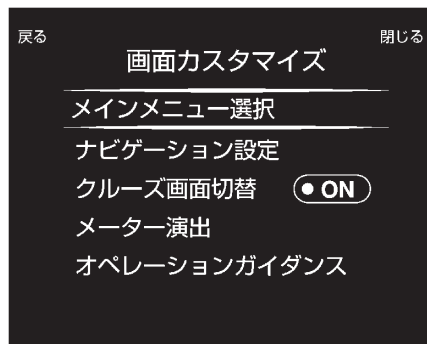 戻る
閉じる
画面カスタマイズ
メインメニュー選択
ナビゲーション設定
クルーズ画面切替 ON
メーター演出
オペレーションガイダンス